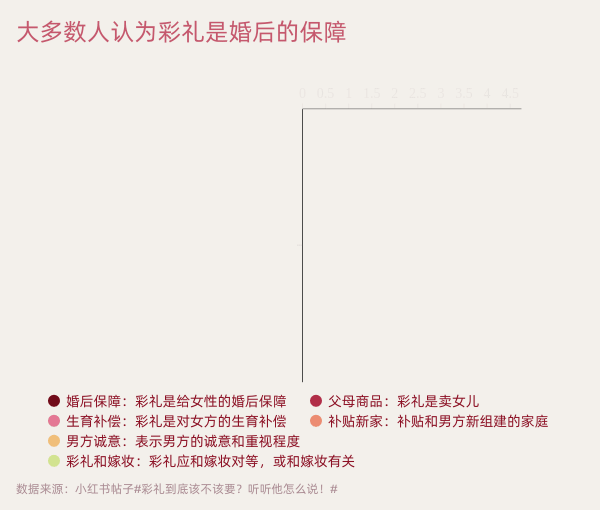 大多数人认为彩礼是婚后的保障
0 0.5 1 1.5 2 2.5 3 3.5 4 4.5
婚后保障：彩礼是给女性的婚后保障 父母商品：彩礼是卖女儿
生育补偿：彩礼是对女方的生育补偿 补贴新家：补贴和男方新组建的家庭
男方诚意：表示男方的诚意和重视程度
彩礼和嫁妆：彩礼应和嫁妆对等，或和嫁妆有关
数据来源：小红书帖子#彩礼到底该不该要？听听他怎么说！#